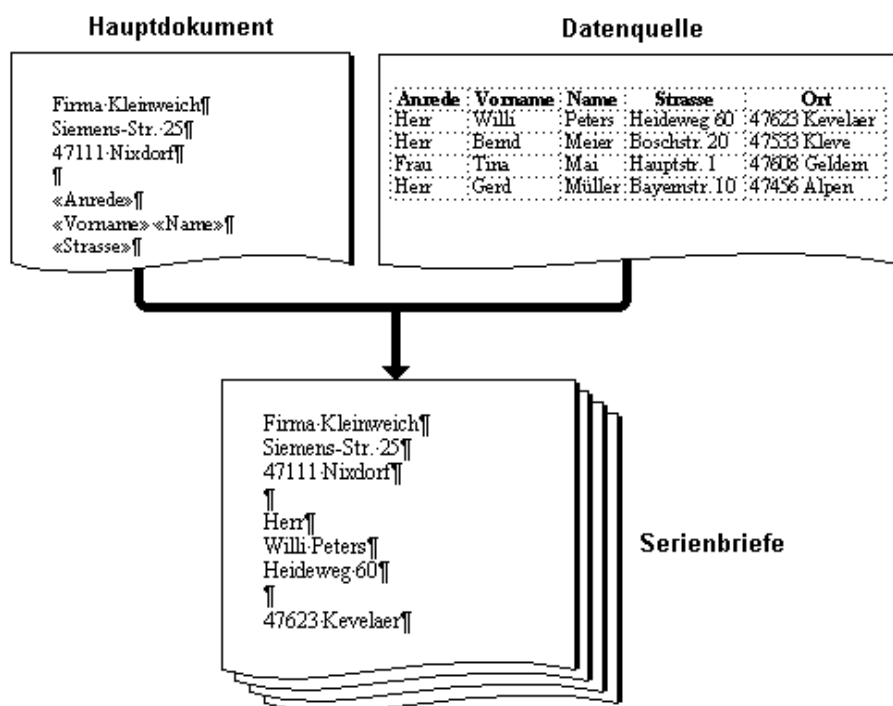 Hauptdokument
Datenquelle
Firma·Kleinweich¶
Siemens-Str.·25¶
47111·Nixdorf¶
¶
«Anrede»¶
«Vorname»·«Name»¶
«Strasse»¶
Anrede Vorname Name Strasse Ort
Herr Willi Peters Heideweg 60 47623 Kevelaer
Herr Bernd Meier Boschstr. 20 47533 Kleve
Frau Tina Mai Hauptstr. 1 47608 Geldern
Herr Gerd Müller Bayernstr. 10 47456 Alpen
Firma·Kleinweich¶
Siemens-Str.·25¶
47111·Nixdorf¶
¶
Herr¶
Willi·Peters¶
Heideweg·60¶
¶
47623·Kevelaer¶
Serienbriefe